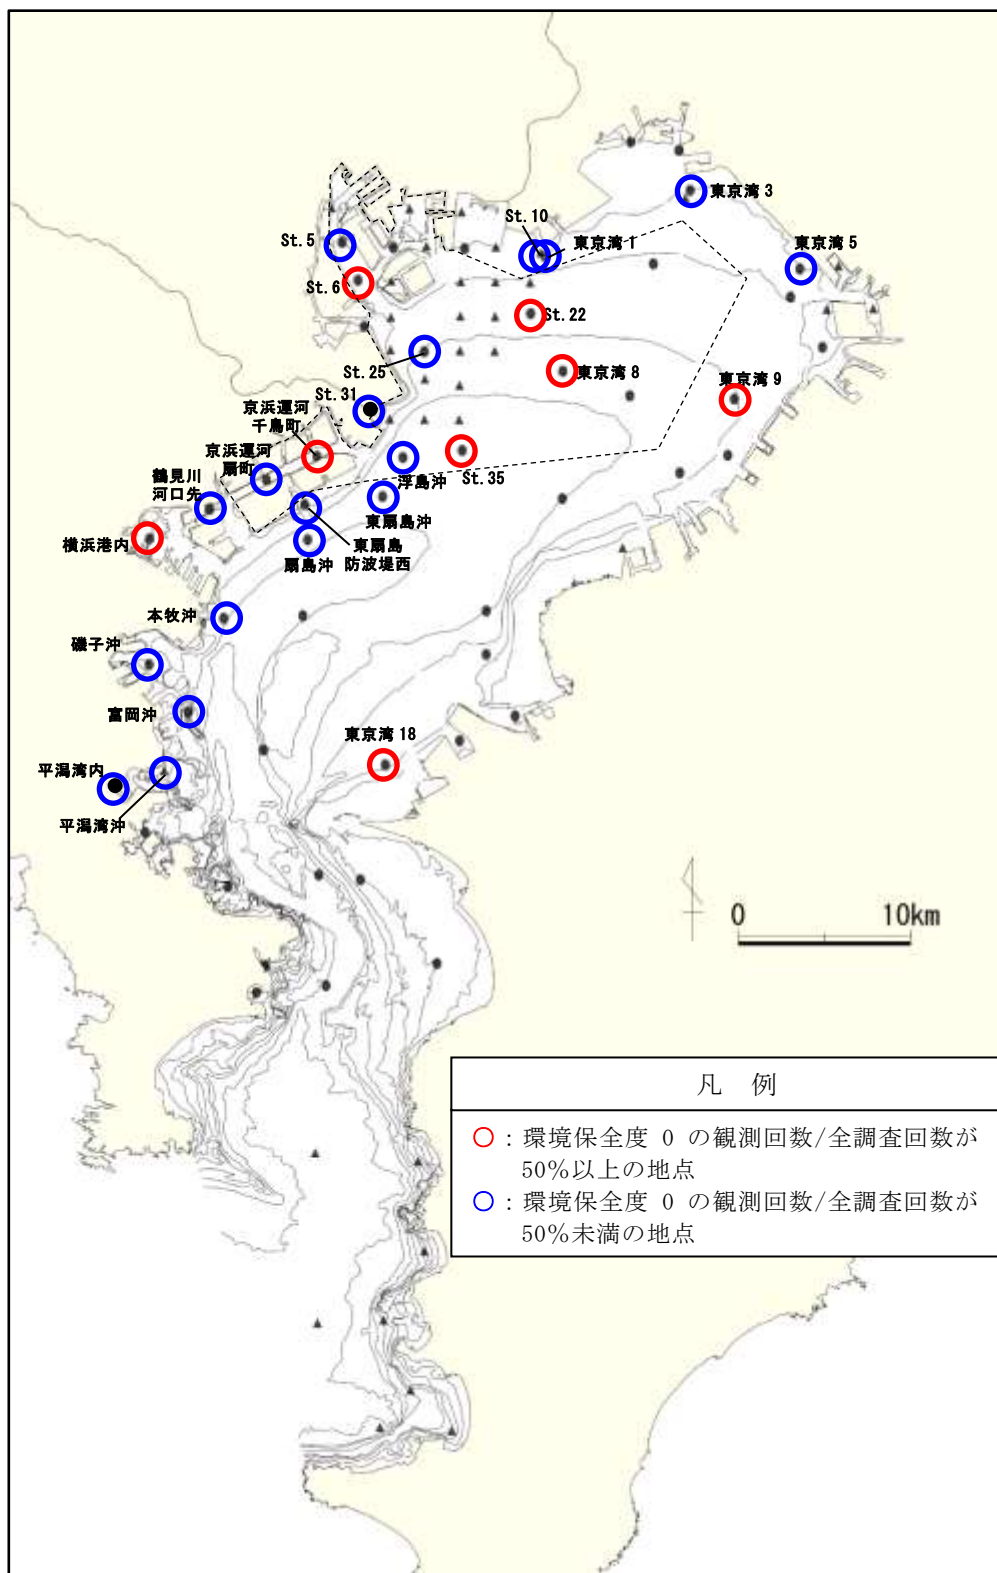 東京湾 3
St.10
東京湾 1
St.5
東京湾 5
St.6
St.22
St.25
東京湾 8
東京湾 9
St.31
京浜運河
千鳥町
京浜運河
扇町
St.35
鶴見川
河口先
浮島沖
東扇島沖
横浜港内
扇島沖
東扇島
防波堤西
本牧沖
磯子沖
富岡沖
東京湾 18
平潟湾内
平潟湾沖
0
10km
凡 例
○：環境保全度 0 の観測回数/全調査回数が
50%以上の地点
○：環境保全度 0 の観測回数/全調査回数が
50%未満の地点